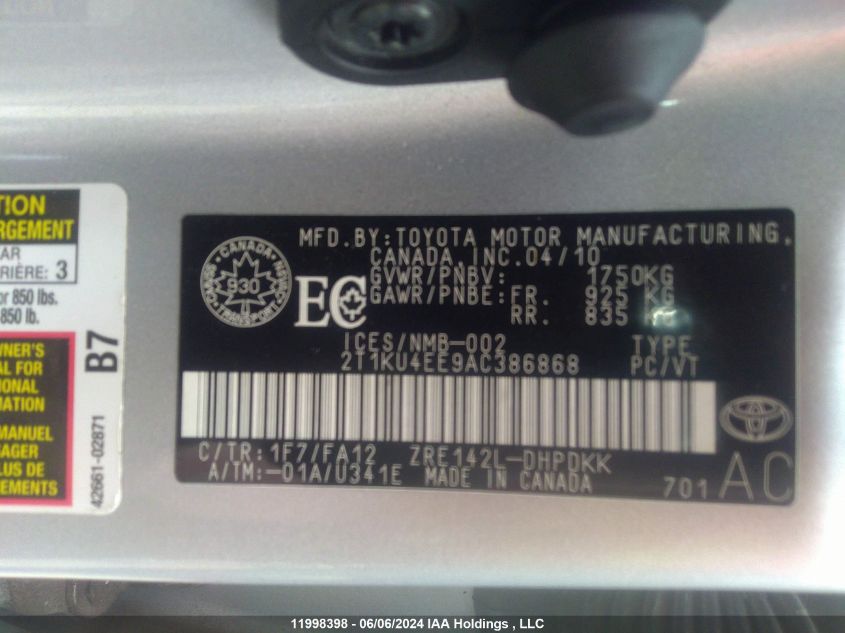 TION
RGEMENT
AR
RIÈRE: 3
or 850 lbs.
850 lb.
WNER'S
AL FOR
IONAL
MATION
MANUEL
AGER
LUS DE
EMENTS
B7
42661-02871
MFD.BY:TOYOTA MOTOR MANUFACTURING.
CANADA,INC.04/10
GVWR/PNBV: 1750KG
GAWR/PNBE:FR. 925 KG
RR. 835
CANADA
930
TRANSPORT
EC
ICES/NMB-002 TYPE
2T1KU4EE9AC386868 PC/VT
C/TR:1F7/FA12 ZRE142L-DHPDKK
A/TM:-01A/U341E MADE IN CANADA
701 AC
11998398 - 06/06/2024 IAA Holdings , LLC